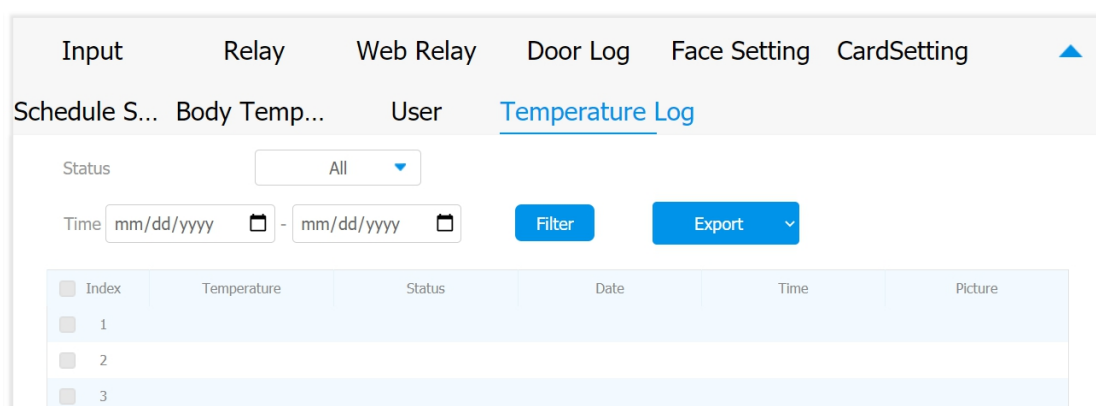 Input Relay Web Relay Door Log Face Setting CardSetting
Schedule S... Body Temp... User Temperature Log
Status All
Time mm/dd/yyyy - mm/dd/yyyy Filter Export
Index Temperature Status Date Time Picture
1
2
3